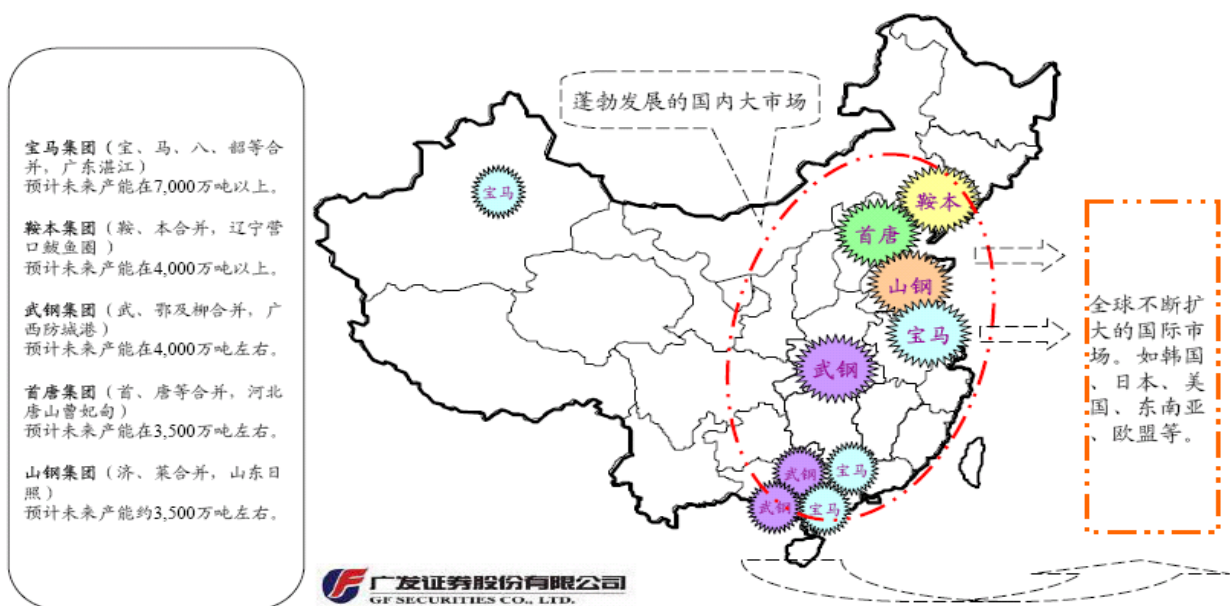 宝马集团（宝、马、八、韶等合
并，广东湛江）
预计未来产能在7,000万吨以上。
鞍本集团（鞍、本合并，辽宁营
口鲅鱼圈）
预计未来产能在4,000万吨以上。
武钢集团（武、鄂及柳合并，广
西防城港）
预计未来产能在4,000万吨左右。
首唐集团（首、唐等合并，河北
唐山曹妃甸）
预计未来产能在3,500万吨左右。
山钢集团（济、莱合并，山东日
照）
预计未来产能约3,500万吨左右。
蓬勃发展的国内大市场
宝马
鞍本
首唐
山钢
宝马
武钢
武钢
宝马
武钢
宝马
全球不断扩
大的国际市
场。如韩国
、日本、美
国、东南亚
、欧盟等。
广发证券股份有限公司
GF SECURITIES CO., LTD.